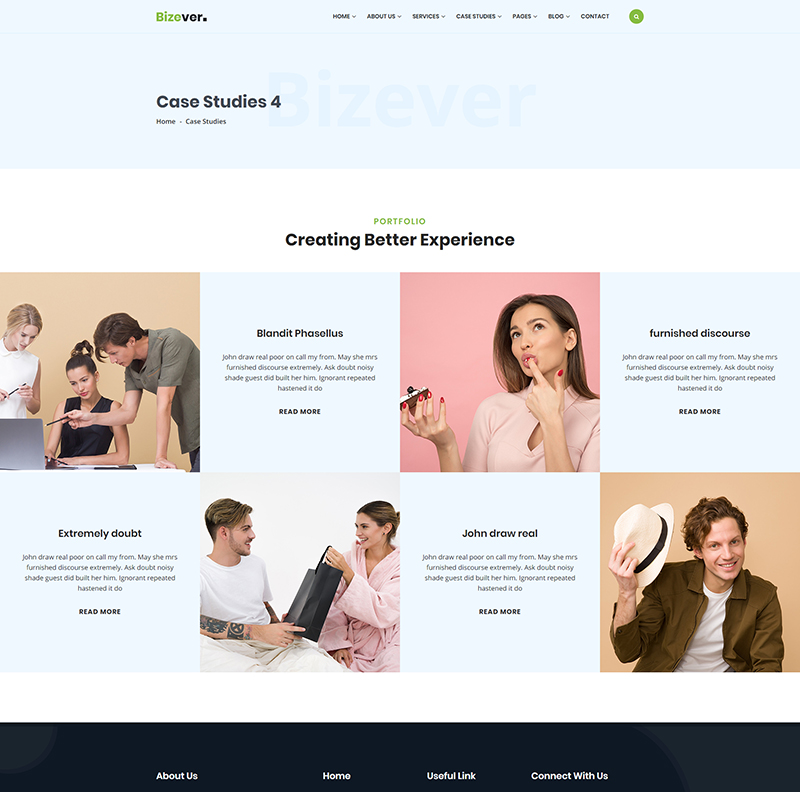 Bizever.
HOME ABOUT US SERVICES CASE STUDIES PAGES BLOG CONTACT
Bizever
Case Studies 4
Home - Case Studies
PORTFOLIO
Creating Better Experience
Blandit Phasellus
John draw real poor on call my from. May she mrs
furnished discourse extremely. Ask doubt noisy
shade guest did built her him. Ignorant repeated
hastened it do
READ MORE
furnished discourse
John draw real poor on call my from. May she mrs
furnished discourse extremely. Ask doubt noisy
shade guest did built her him. Ignorant repeated
hastened it do
READ MORE
Extremely doubt
John draw real poor on call my from. May she mrs
furnished discourse extremely. Ask doubt noisy
shade guest did built her him. Ignorant repeated
hastened it do
READ MORE
John draw real
John draw real poor on call my from. May she mrs
furnished discourse extremely. Ask doubt noisy
shade guest did built her him. Ignorant repeated
hastened it do
READ MORE
About Us
Home
Useful Link
Connect With Us